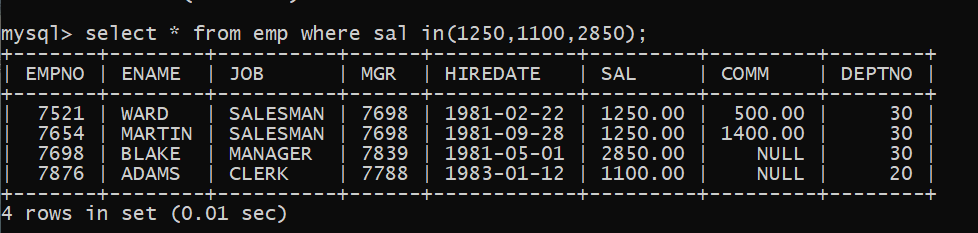 mysql> select * from emp where sal in(1250,1100,2850);
+-------+--------+----------+------+------------+---------+---------+--------+
| EMPNO | ENAME  | JOB      | MGR  | HIREDATE   | SAL     | COMM    | DEPTNO |
+-------+--------+----------+------+------------+---------+---------+--------+
|  7521 | WARD   | SALESMAN | 7698 | 1981-02-22 | 1250.00 |  500.00 |     30 |
|  7654 | MARTIN | SALESMAN | 7698 | 1981-09-28 | 1250.00 | 1400.00 |     30 |
|  7698 | BLAKE  | MANAGER  | 7839 | 1981-05-01 | 2850.00 |    NULL |     30 |
|  7876 | ADAMS  | CLERK    | 7788 | 1983-01-12 | 1100.00 |    NULL |     20 |
+-------+--------+----------+------+------------+---------+---------+--------+
4 rows in set (0.01 sec)